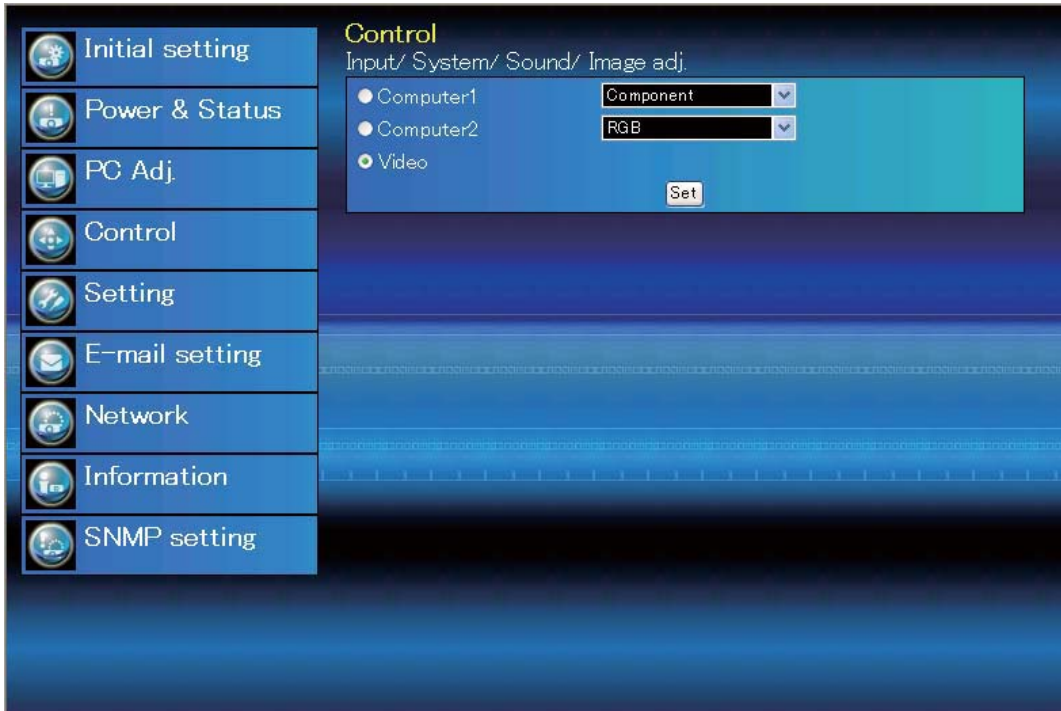 Initial setting
Power & Status
PC Adj.
Control
Setting
E-mail setting
Network
Information
SNMP setting
Control
Input/ System/ Sound/ Image adj.
Computer1 Component
Computer2 RGB
Video
Set